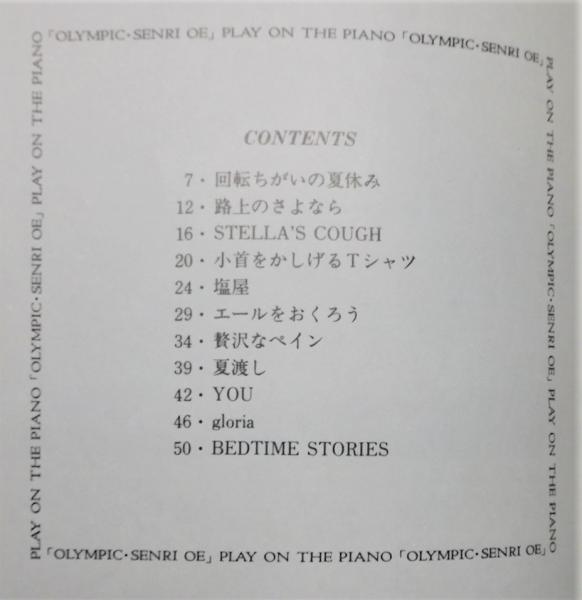 「OLYMPIC・SENRI OE」 PLAY ON THE PIANO 「OLYMPIC・SENRI OE」
PLAY ON THE PIANO 「OLYMPIC・SENRI OE」 PLAY ON THE PIANO
CONTENTS
7・回転ちがいの夏休み
12・路上のさよなら
16・STELLA'S COUGH
20・小首をかしげるTシャツ
24・塩屋
29・エールをおくろう
34・贅沢なペイン
39・夏渡し
42・YOU
46・gloria
50・BEDTIME STORIES
PLAY ON THE PIANO 「OLYMPIC・SENRI OE」 PLAY ON THE PIANO
「OLYMPIC・SENRI OE」 PLAY ON THE PIANO 「OLYMPIC・SENRI OE」